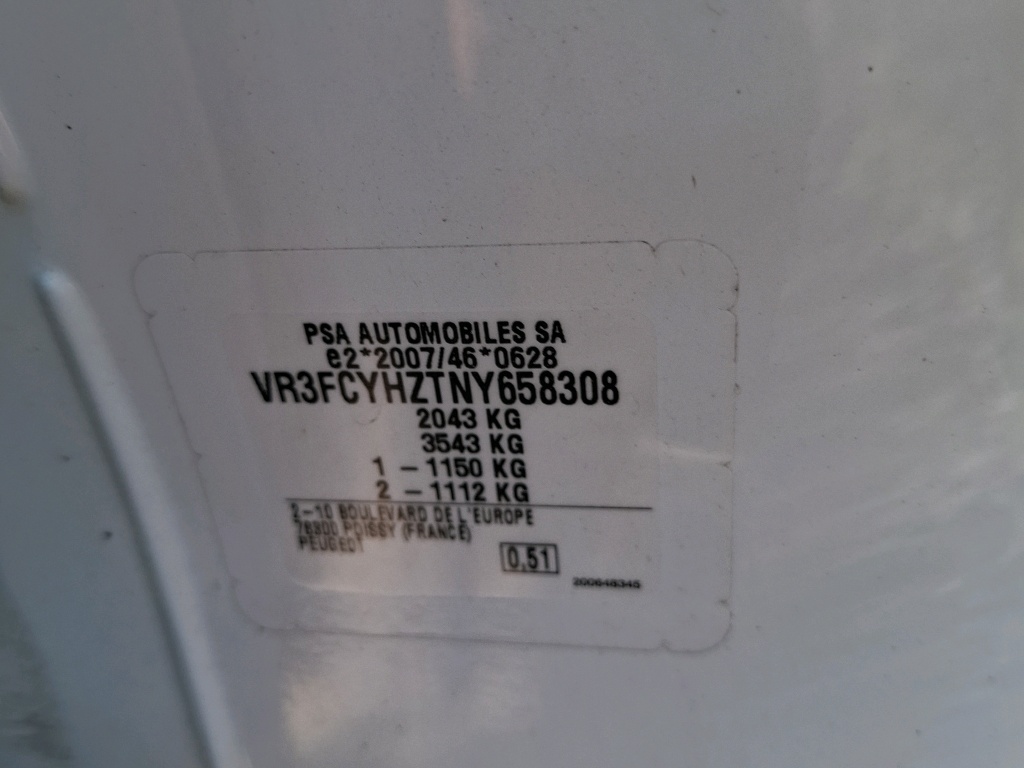 PSA AUTOMOBILES SA
e2*2007/46*0628
VR3FCYHZTNY658308
2043 KG
3543 KG
1 - 1150 KG
2 - 1112 KG
2-10 BOULEVARD DE L'EUROPE
78300 POISSY (FRANCE)
PEUGEOT
0,51
200648345